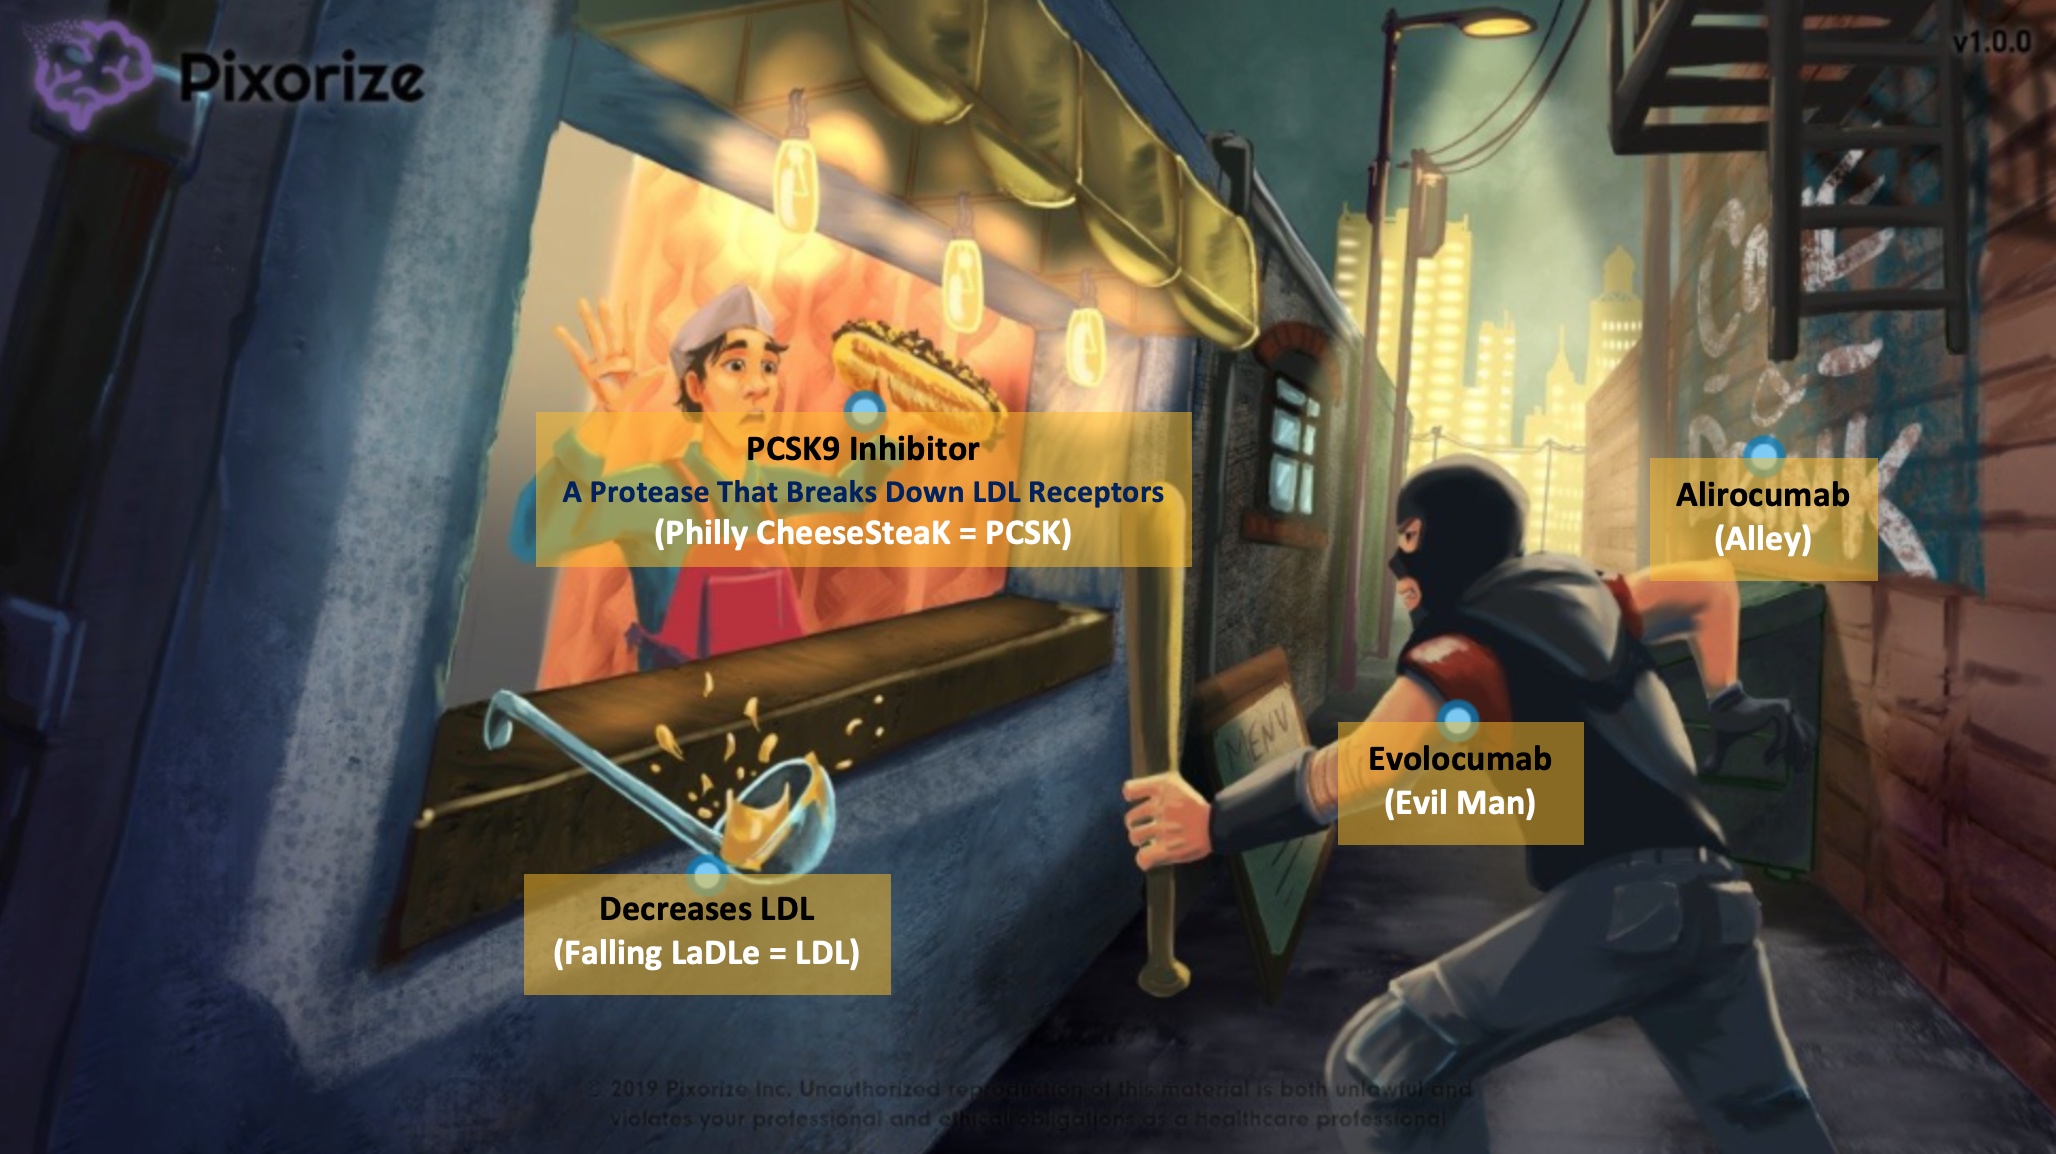 Pixorize
v1.0.0
PCSK9 Inhibitor
A Protease That Breaks Down LDL Receptors
(Philly CheeseSteaK = PCSK)
Alirocumab
(Alley)
MENU
Evolocumab
(Evil Man)
Decreases LDL
(Falling LaDLe = LDL)
© 2019 Pixorize Inc. Unauthorized reproduction of this material is both unlawful and
violates your professional and ethical obligations as a healthcare professional